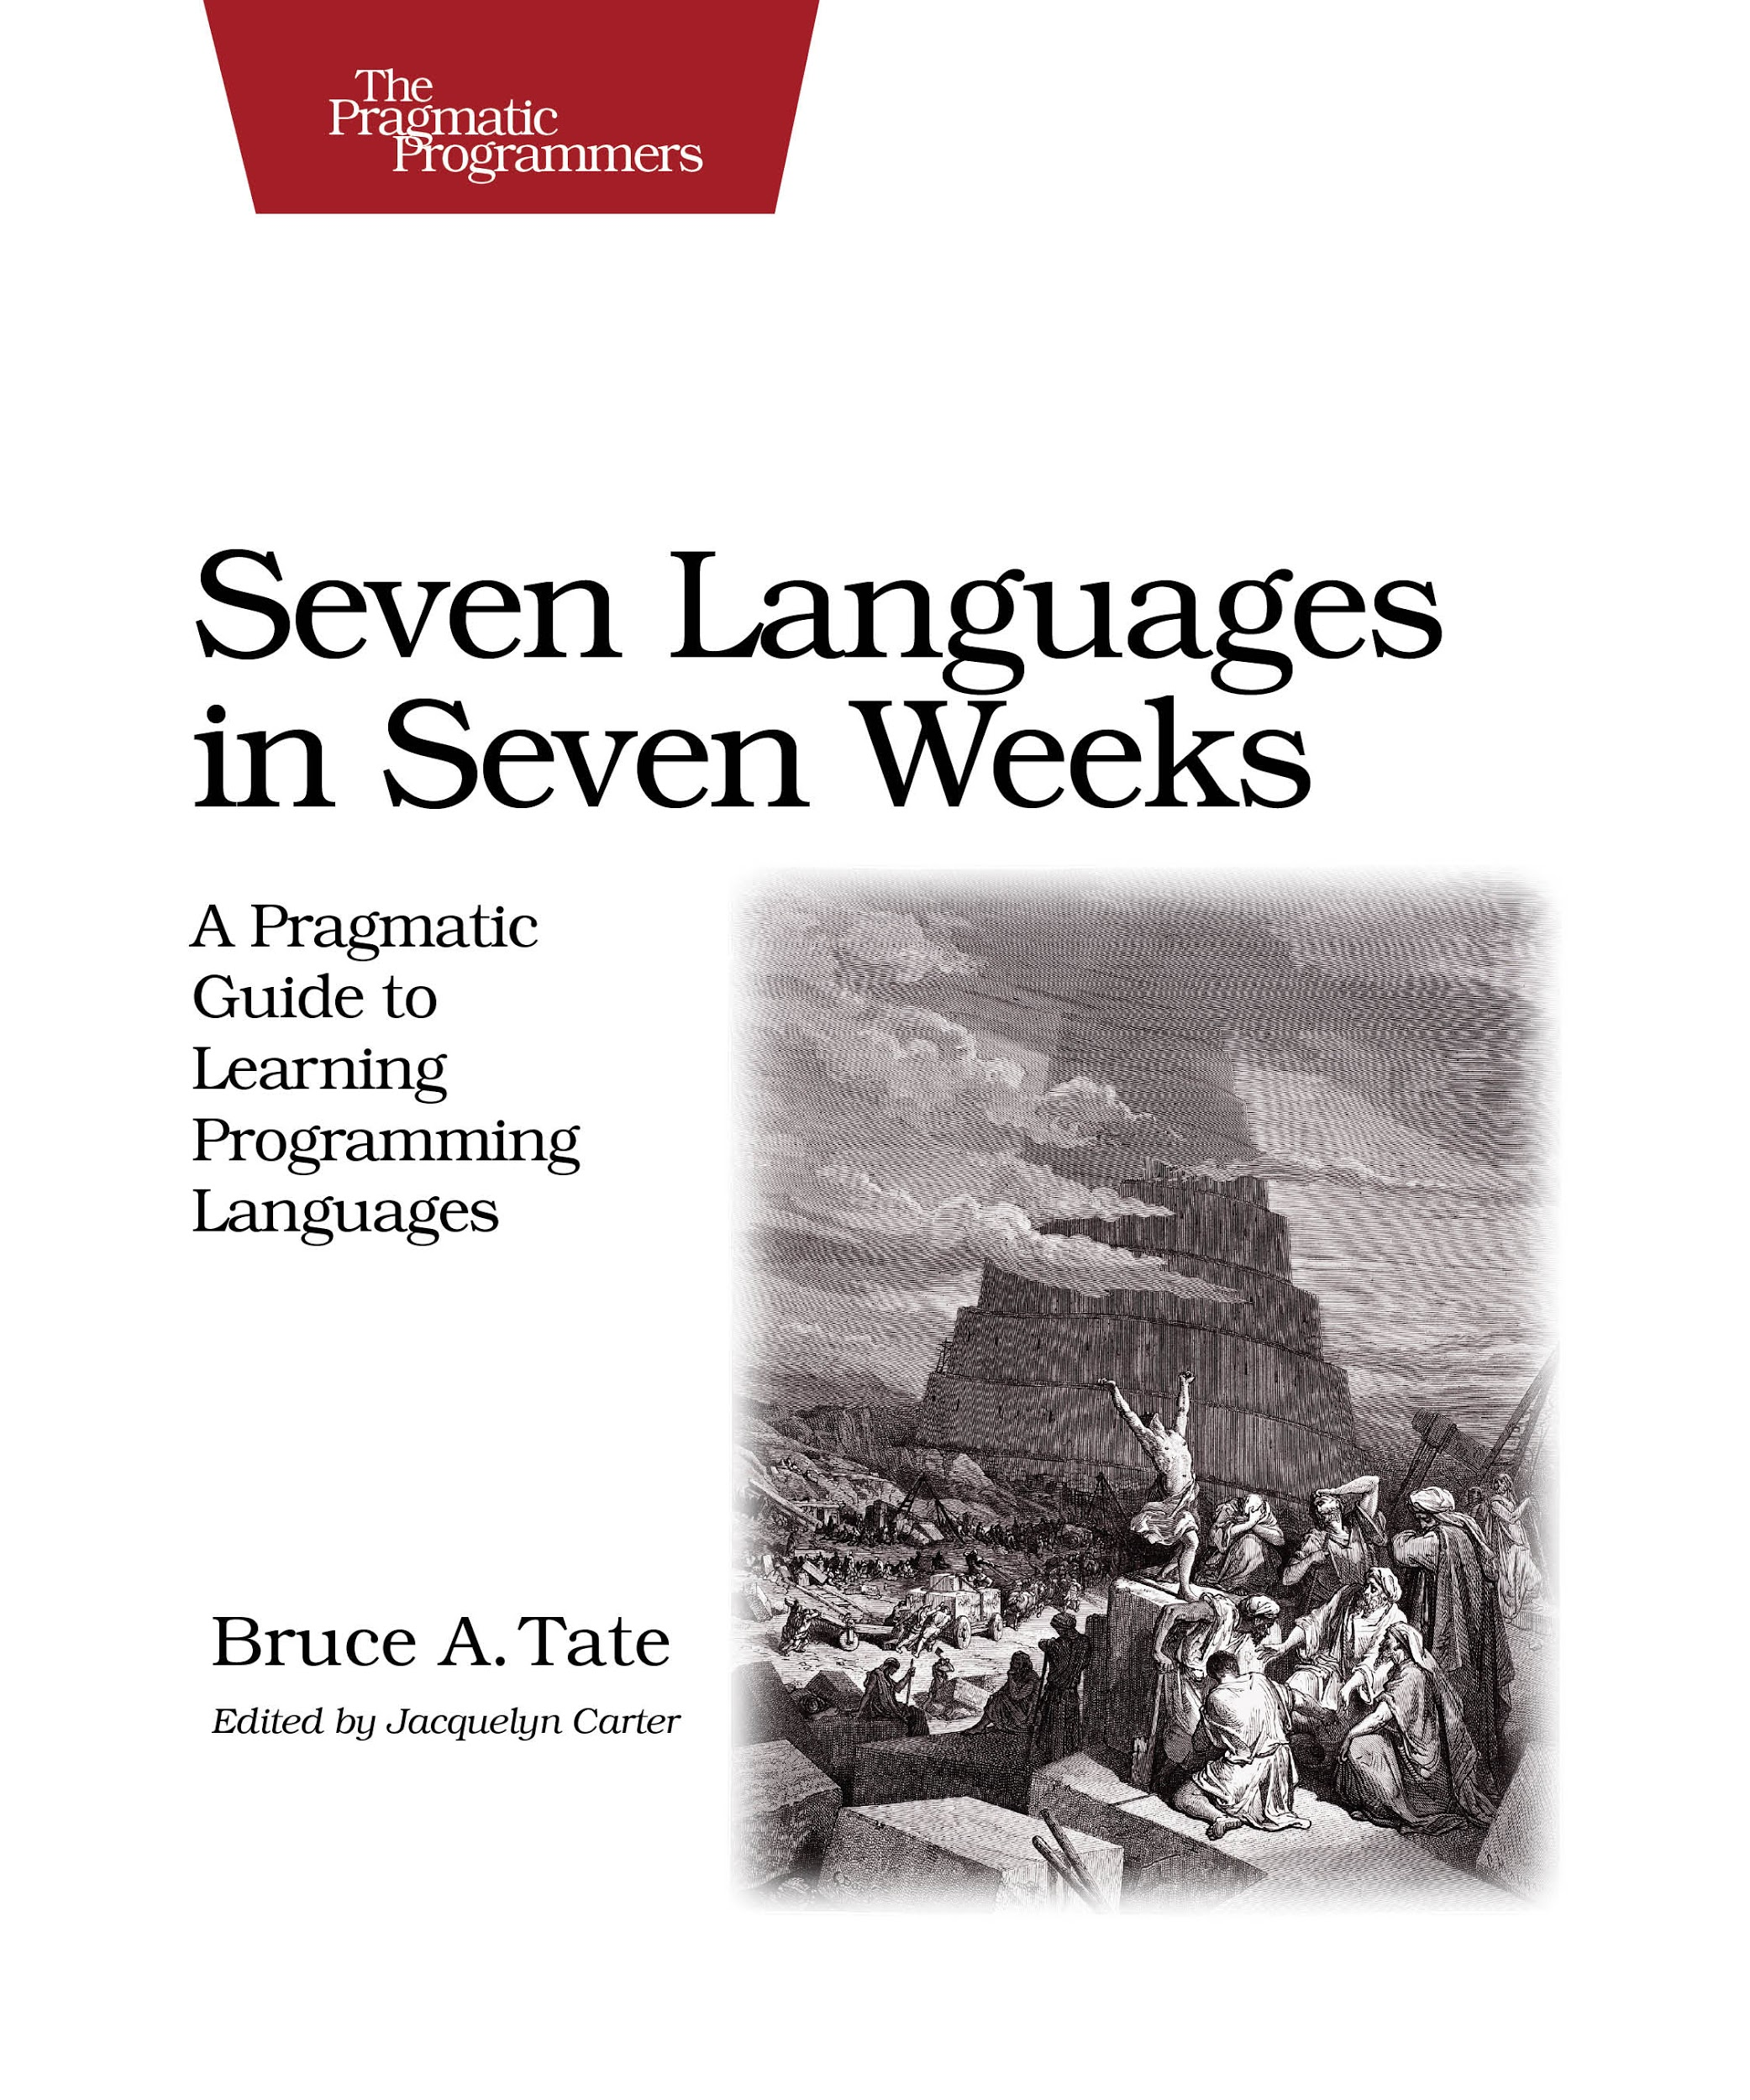 The
Pragmatic
Programmers
Seven Languages
in Seven Weeks
A Pragmatic
Guide to
Learning
Programming
Languages
Bruce A. Tate
Edited by Jacquelyn Carter